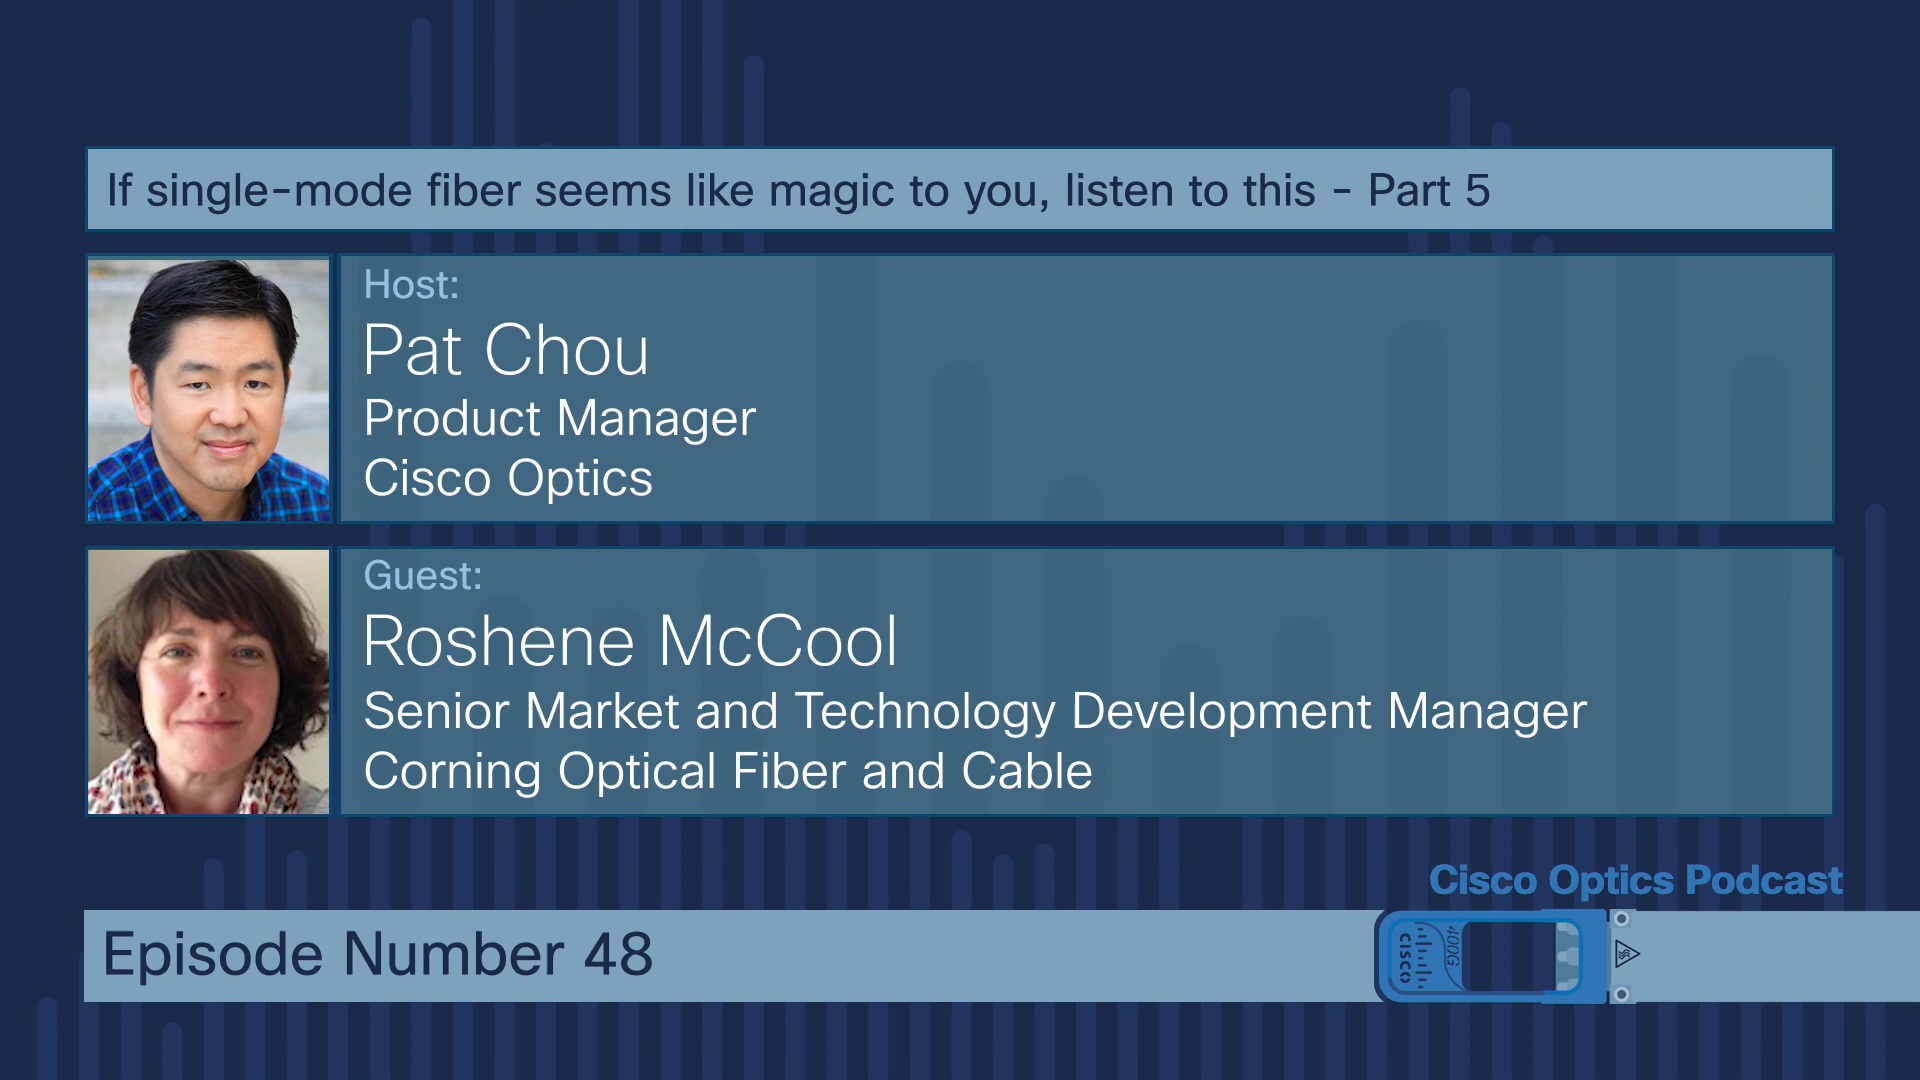 If single-mode fiber seems like magic to you, listen to this - Part 5
Host:
Pat Chou
Product Manager
Cisco Optics
Guest:
Roshene McCool
Senior Market and Technology Development Manager
Corning Optical Fiber and Cable
Cisco Optics Podcast
Episode Number 48
CISCO
400G